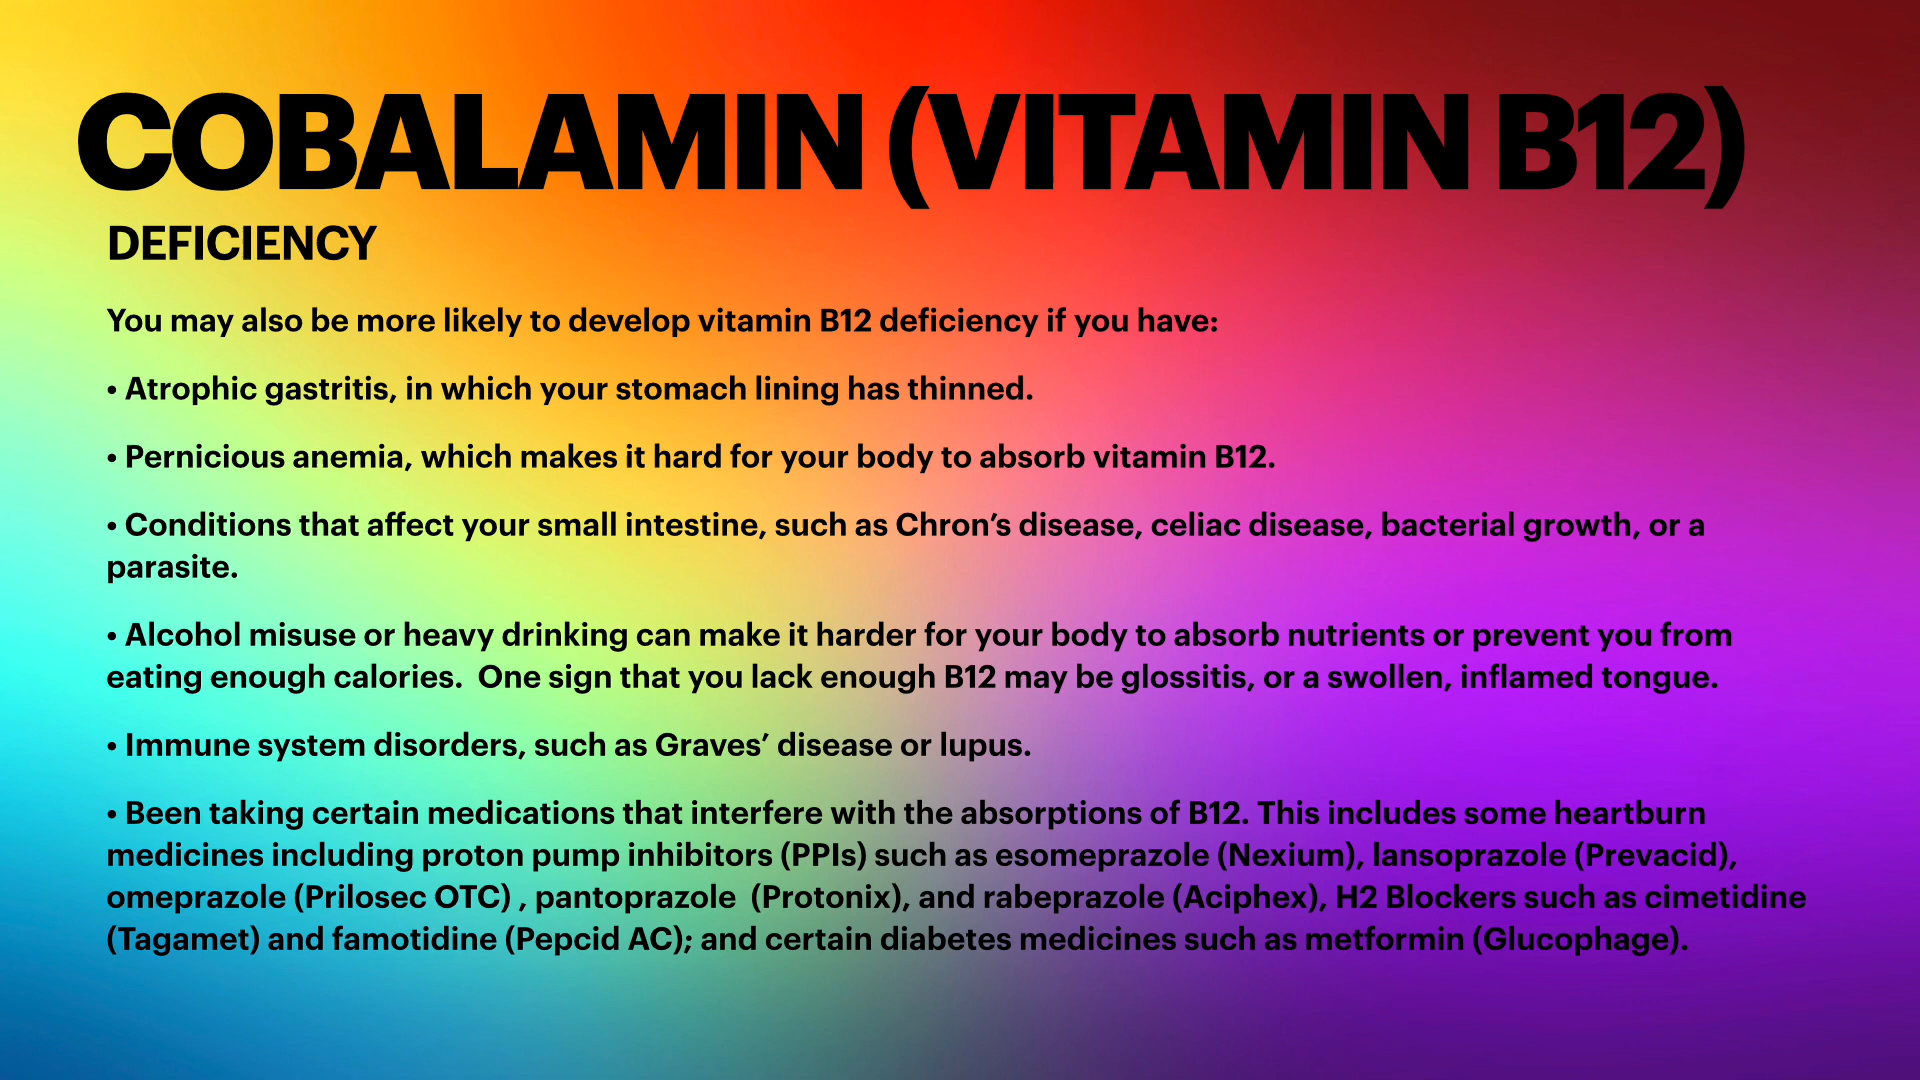 COBALAMIN (VITAMIN B12)
DEFICIENCY
You may also be more likely to develop vitamin B12 deficiency if you have:
• Atrophic gastritis, in which your stomach lining has thinned.
• Pernicious anemia, which makes it hard for your body to absorb vitamin B12.
• Conditions that affect your small intestine, such as Chron’s disease, celiac disease, bacterial growth, or a
parasite.
• Alcohol misuse or heavy drinking can make it harder for your body to absorb nutrients or prevent you from
eating enough calories.  One sign that you lack enough B12 may be glossitis, or a swollen, inflamed tongue.
• Immune system disorders, such as Graves’ disease or lupus.
• Been taking certain medications that interfere with the absorptions of B12. This includes some heartburn
medicines including proton pump inhibitors (PPIs) such as esomeprazole (Nexium), lansoprazole (Prevacid),
omeprazole (Prilosec OTC) , pantoprazole  (Protonix), and rabeprazole (Aciphex), H2 Blockers such as cimetidine
(Tagamet) and famotidine (Pepcid AC); and certain diabetes medicines such as metformin (Glucophage).